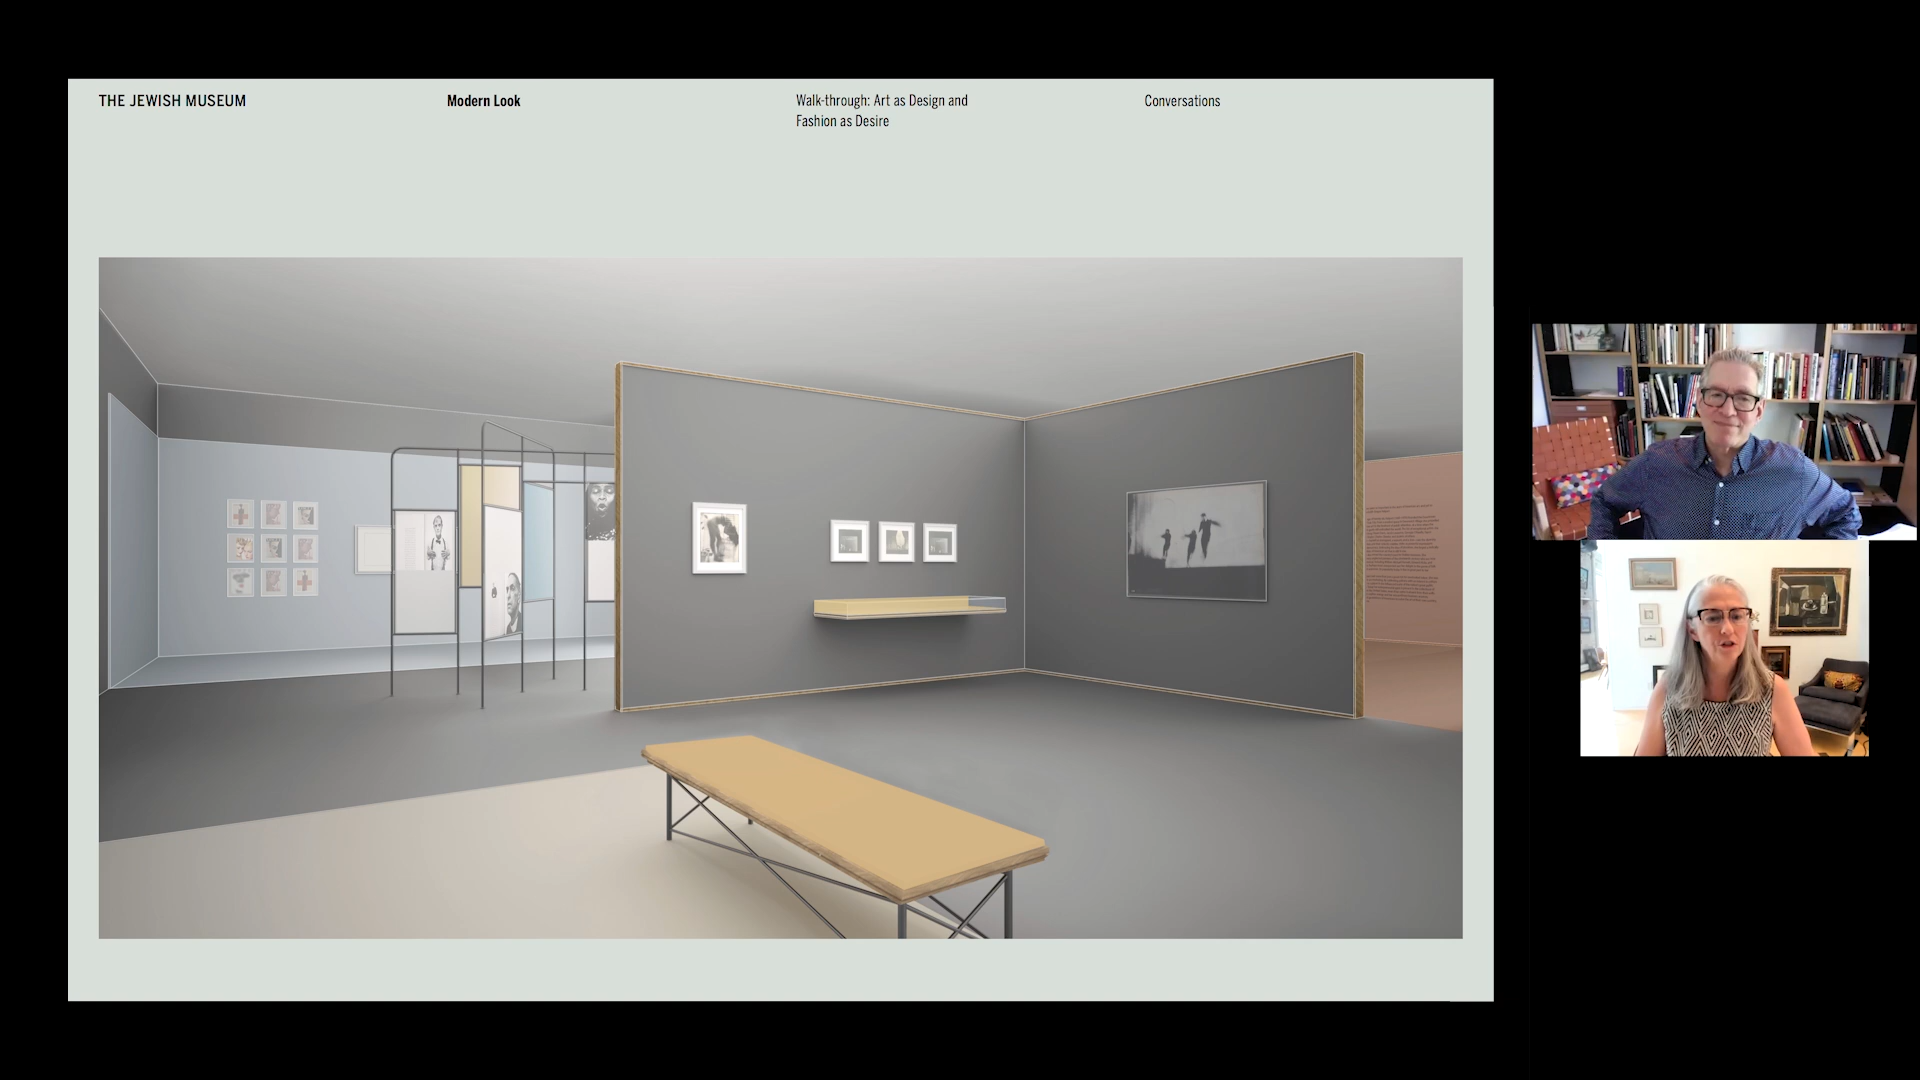 THE JEWISH MUSEUM
Modern Look
Walk-through: Art as Design and
Fashion as Desire
Conversations